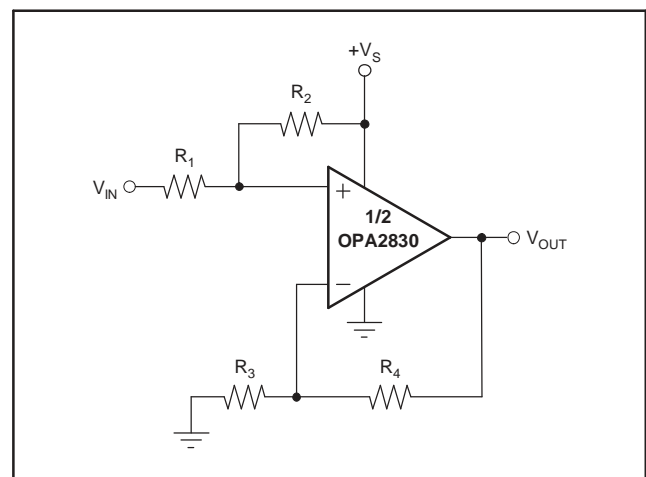 +V_S
R_2
R_1
V_IN
+
1/2
OPA2830
V_OUT
−
R_3
R_4